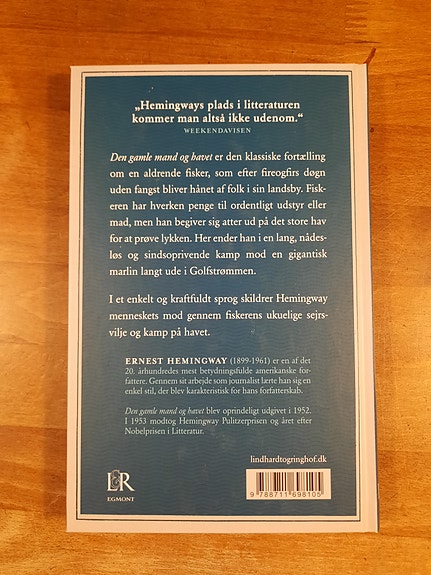 „Hemingways plads i litteraturen
kommer man altså ikke udenom.“
WEEKENDAVISEN
Den gamle mand og havet er den klassiske fortælling
om en aldrende fisker, som efter fireogfirs døgn
uden fangst bliver hånet af folk i sin landsby. Fisk-
eren har hverken penge til ordentligt udstyr eller
mad, men han begiver sig atter ud på det store hav
for at prøve lykken. Her ender han i en lang, nådes-
løs og sindsoprivende kamp mod en gigantisk
marlin langt ude i Golfstrømmen.
I et enkelt og kraftfuldt sprog skildrer Hemingway
menneskets mod gennem fiskerens ukuelige sejrs-
vilje og kamp på havet.
ERNEST HEMINGWAY (1899-1961) er en af det
20. århundredes mest betydningsfulde amerikanske for-
fattere. Gennem sit arbejde som journalist lærte han sig en
enkel stil, der blev karakteristisk for hans forfatterskab.
Den gamle mand og havet blev oprindeligt udgivet i 1952.
I 1953 modtog Hemingway Pulitzerprisen og året efter
Nobelprisen i Litteratur.
lindhardtogringhof.dk
L&R
EGMONT
9 788711 698105